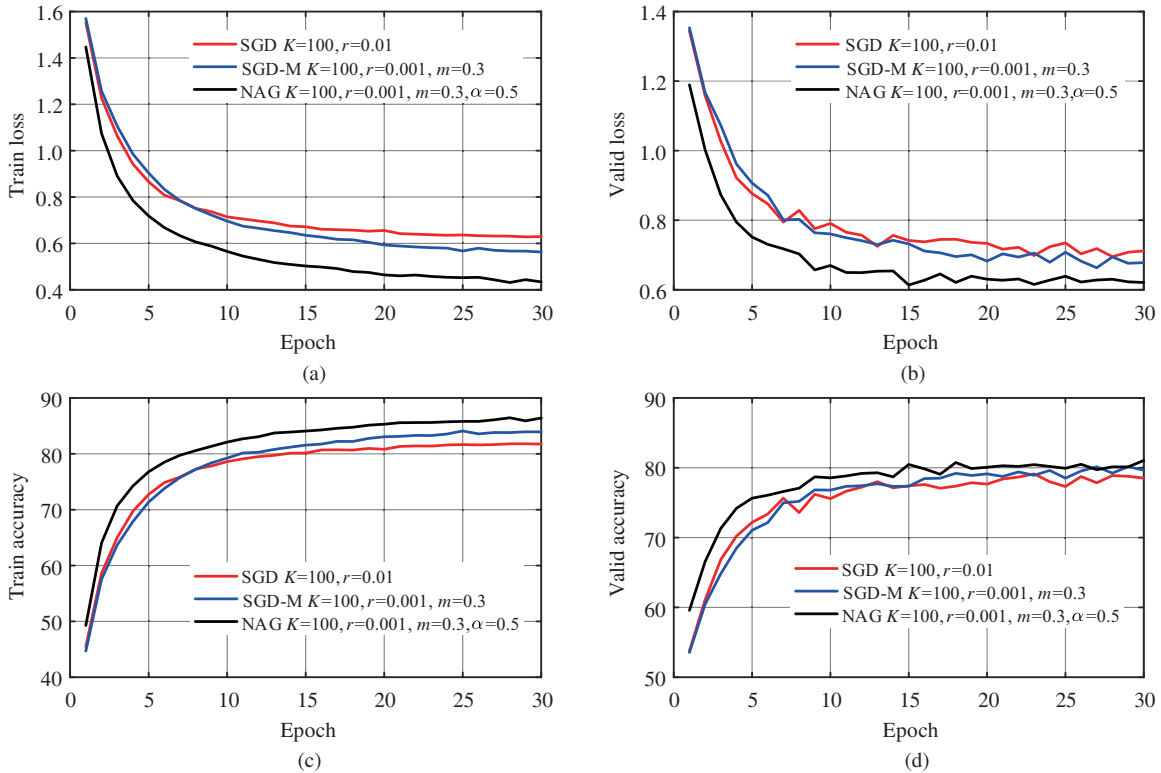 1.6
1.4
1.2
1.0
0.8
0.6
0.4
Train loss
SGD K=100, r=0.01
SGD-M K=100, r=0.001, m=0.3
NAG K=100, r=0.001, m=0.3,α=0.5
0 5 10 15 20 25 30
Epoch
(a)
1.4
1.2
1.0
0.8
0.6
Valid loss
SGD K=100, r=0.01
SGD-M K=100, r=0.001, m=0.3
NAG K=100, r=0.001, m=0.3,α=0.5
0 5 10 15 20 25 30
Epoch
(b)
90
80
70
60
50
40
Train accuracy
SGD K=100, r=0.01
SGD-M K=100, r=0.001, m=0.3
NAG K=100, r=0.001, m=0.3,α=0.5
0 5 10 15 20 25 30
Epoch
(c)
90
80
70
60
50
Valid accuracy
SGD K=100, r=0.01
SGD-M K=100, r=0.001, m=0.3
NAG K=100, r=0.001, m=0.3,α=0.5
0 5 10 15 20 25 30
Epoch
(d)